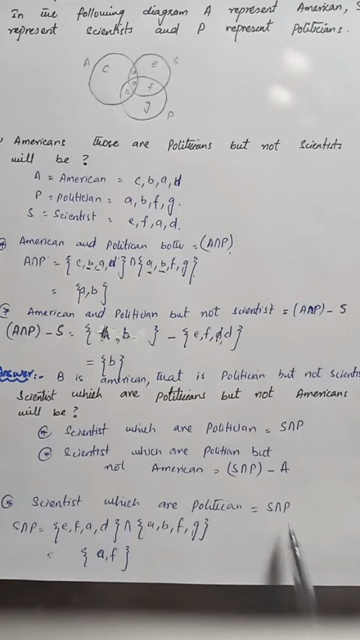 In the following diagram A represent American, S
represent Scientists and P represent Politicians.
A
c
e
S
f
g
P
Americans those are Politicians but not Scientists
will be ?
A = American = c, b, a, d
P = Politician = a, b, f, g.
S = Scientist = e, f, a, d.
American and Politican both = (A∩P)
A∩P = {c, b, a, d} ∩ {a, b, f, g}
= {a, b}
American and Politician but not scientist = (A∩P) - S
(A∩P) - S = {a, b } - {e, f, a, d}
= {b}
Answer:- B is american, that is Politician but not Scientis
Scientist which are Politicians but not Americans
will be ?
Scientist which are Politician = S∩P
Scientist which are Politian but
not American = (S∩P) - A
Scientist which are Politican = S∩P
S∩P = {e, f, a, d} ∩ {a, b, f, g}
= {a, f}